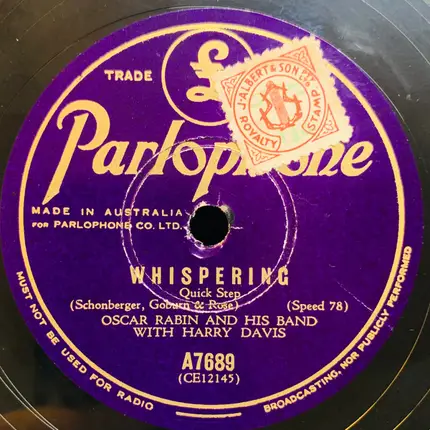 TRADE
£
Parlophone
J. ALBERT & SON PTY
ROYALTY STAMP
MADE IN AUSTRALIA
FOR PARLOPHONE CO. LTD.
WHISPERING
Quick Step
(Schonberger, Goburn & Rose) (Speed 78)
OSCAR RABIN AND HIS BAND
WITH HARRY DAVIS
A7689
(CE12145)
MUST NOT BE USED FOR RADIO BROADCASTING, NOR PUBLICLY PERFORMED